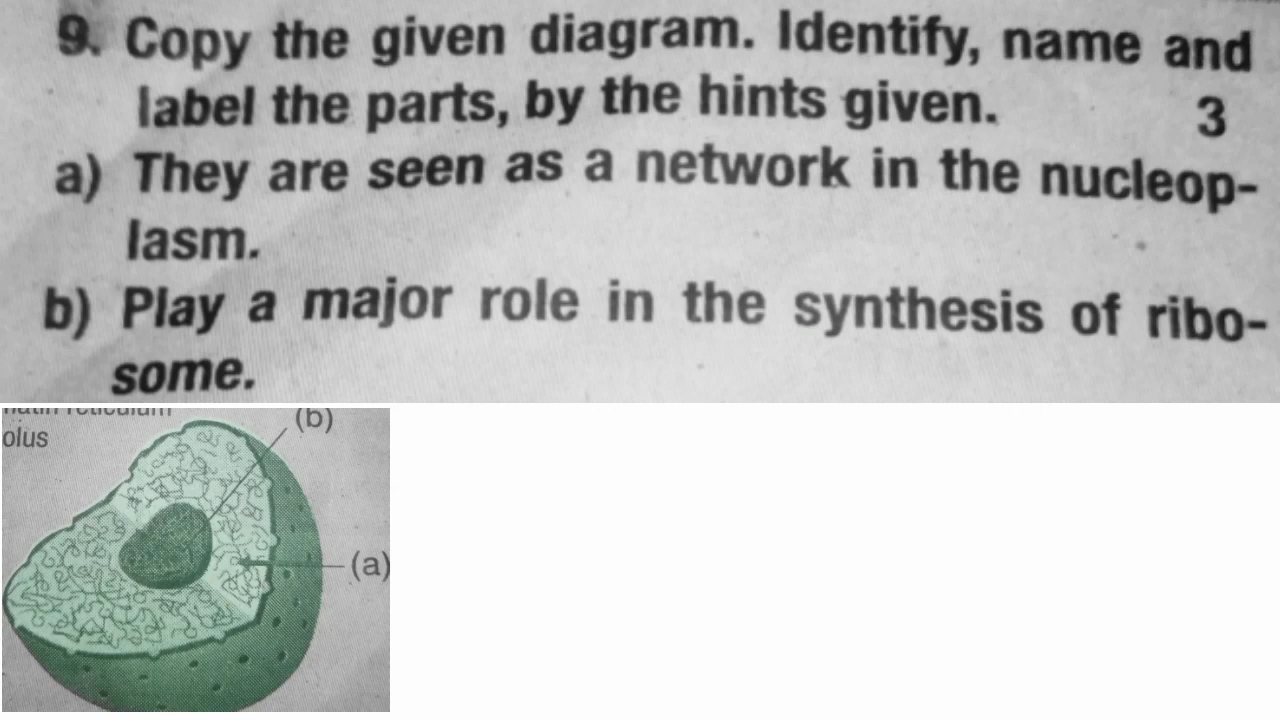 9. Copy the given diagram. Identify, name and
label the parts, by the hints given. 3
a) They are seen as a network in the nucleop-
lasm.
b) Play a major role in the synthesis of ribo-
some.
reticulum
olus
(b)
(a)